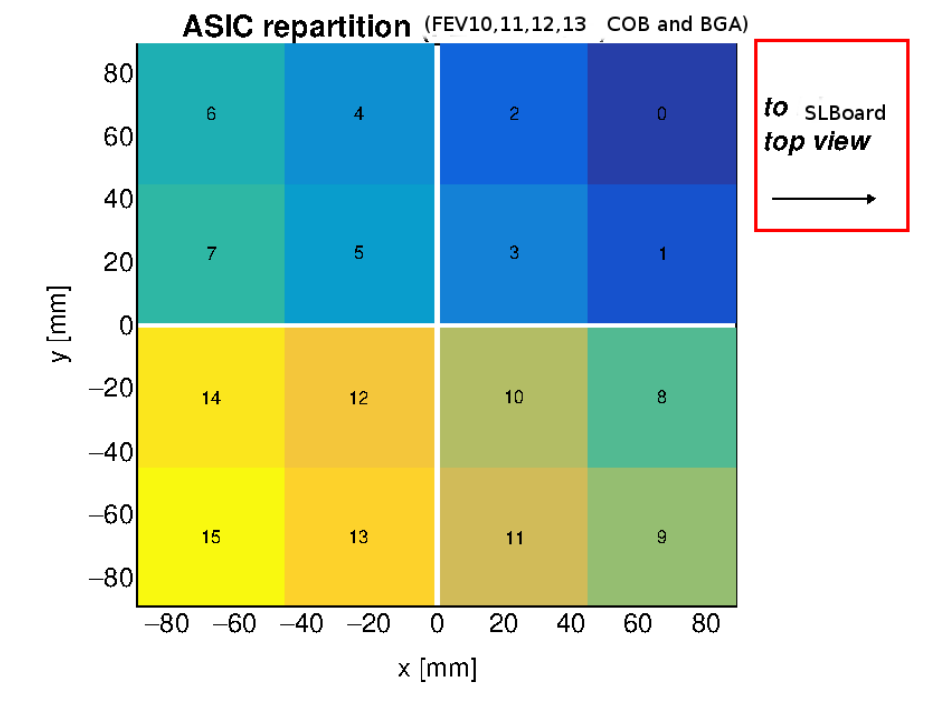 ASIC repartition (FEV10,11,12,13 COB and BGA)
to SLBoard
top view
80
60
40
20
0
−20
−40
−60
−80
y [mm]
6 4 2 0
7 5 3 1
14 12 10 8
15 13 11 9
−80 −60 −40 −20 0 20 40 60 80
x [mm]